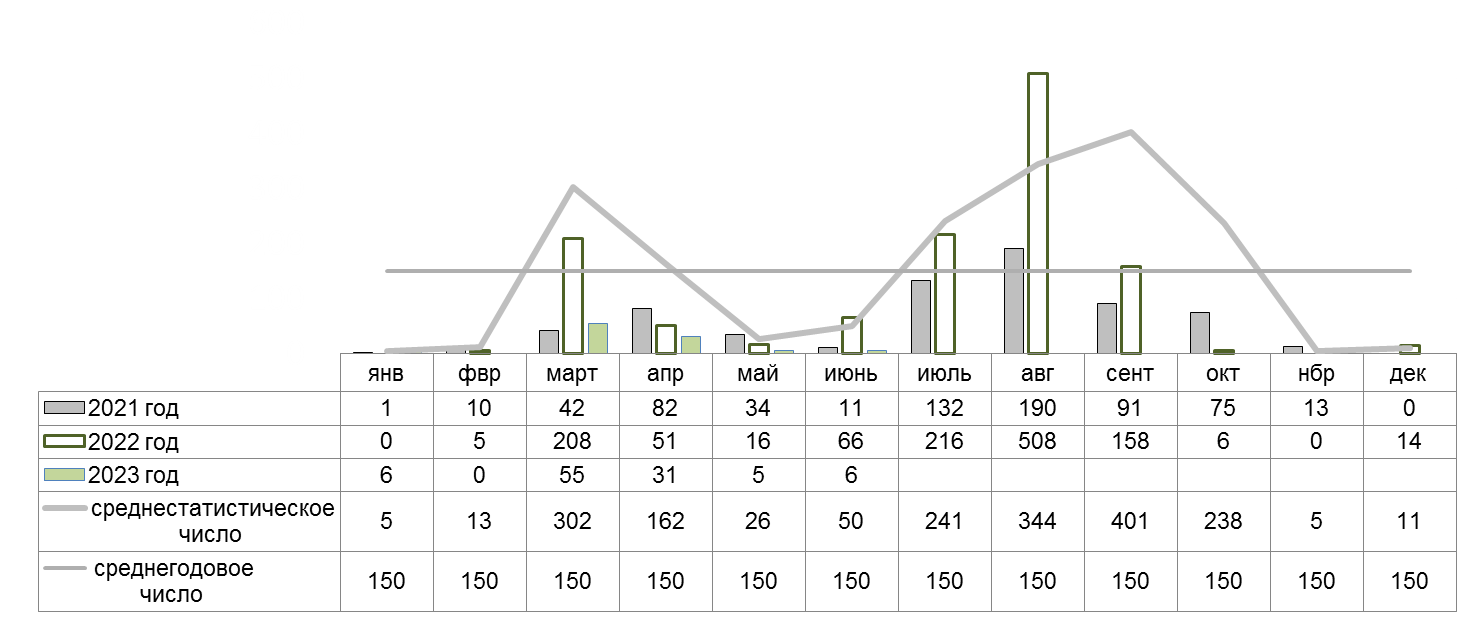 янв фвр март апр май июнь июль авг сент окт нбр дек
2021 год 1 10 42 82 34 11 132 190 91 75 13 0
2022 год 0 5 208 51 16 66 216 508 158 6 0 14
2023 год 6 0 55 31 5 6
среднестатистическое
число 5 13 302 162 26 50 241 344 401 238 5 11
среднегодовое
число 150 150 150 150 150 150 150 150 150 150 150 150